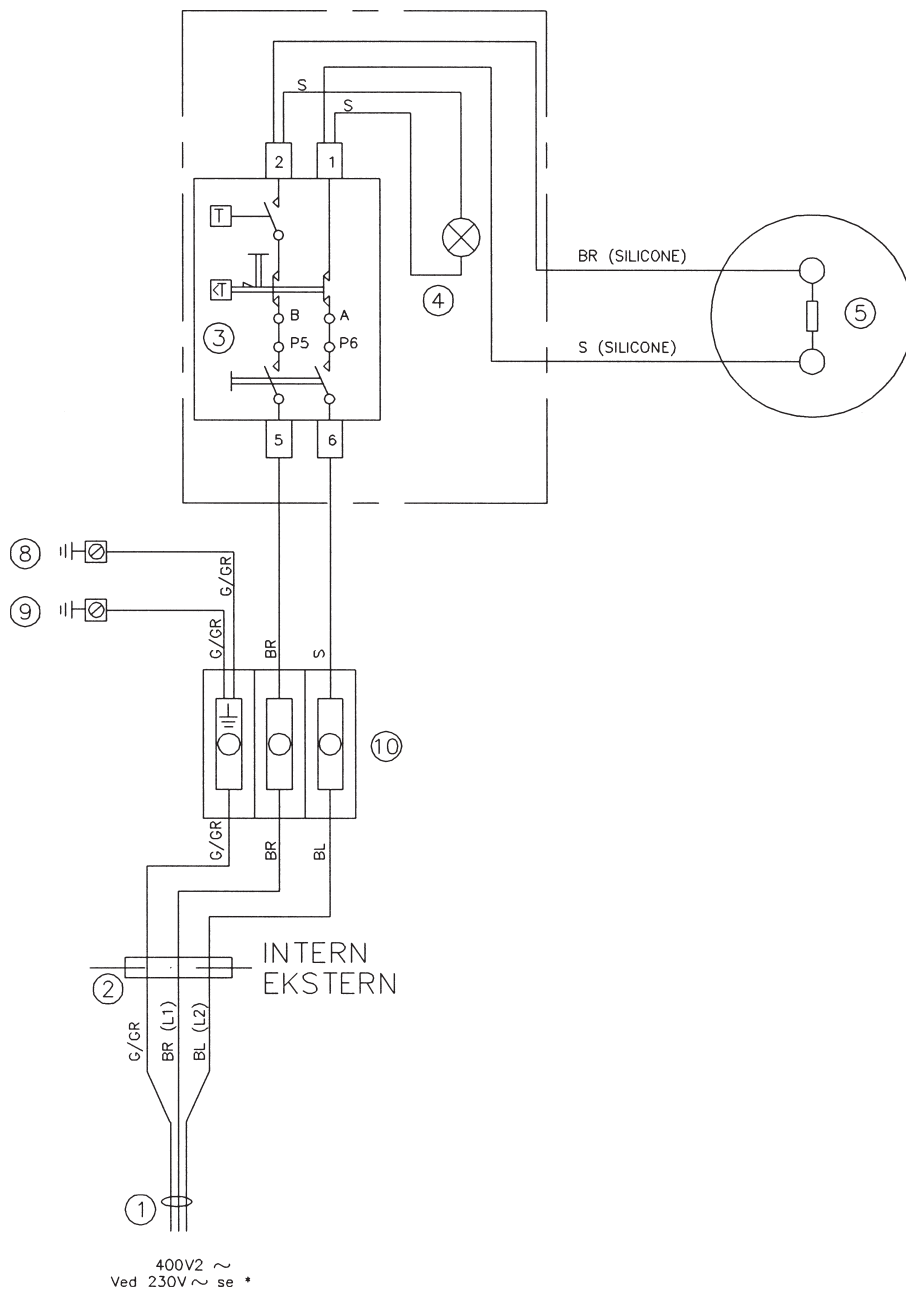 S
S
2
1
T
BR (SILICONE)
<T
4
5
B
A
3
P5
P6
S (SILICONE)
5
6
8
G/GR
9
G/GR
BR
S
10
G/GR
BR
BL
INTERN
EKSTERN
2
G/GR
BR (L1)
BL (L2)
1
400V2 ~
Ved 230V ~ se *